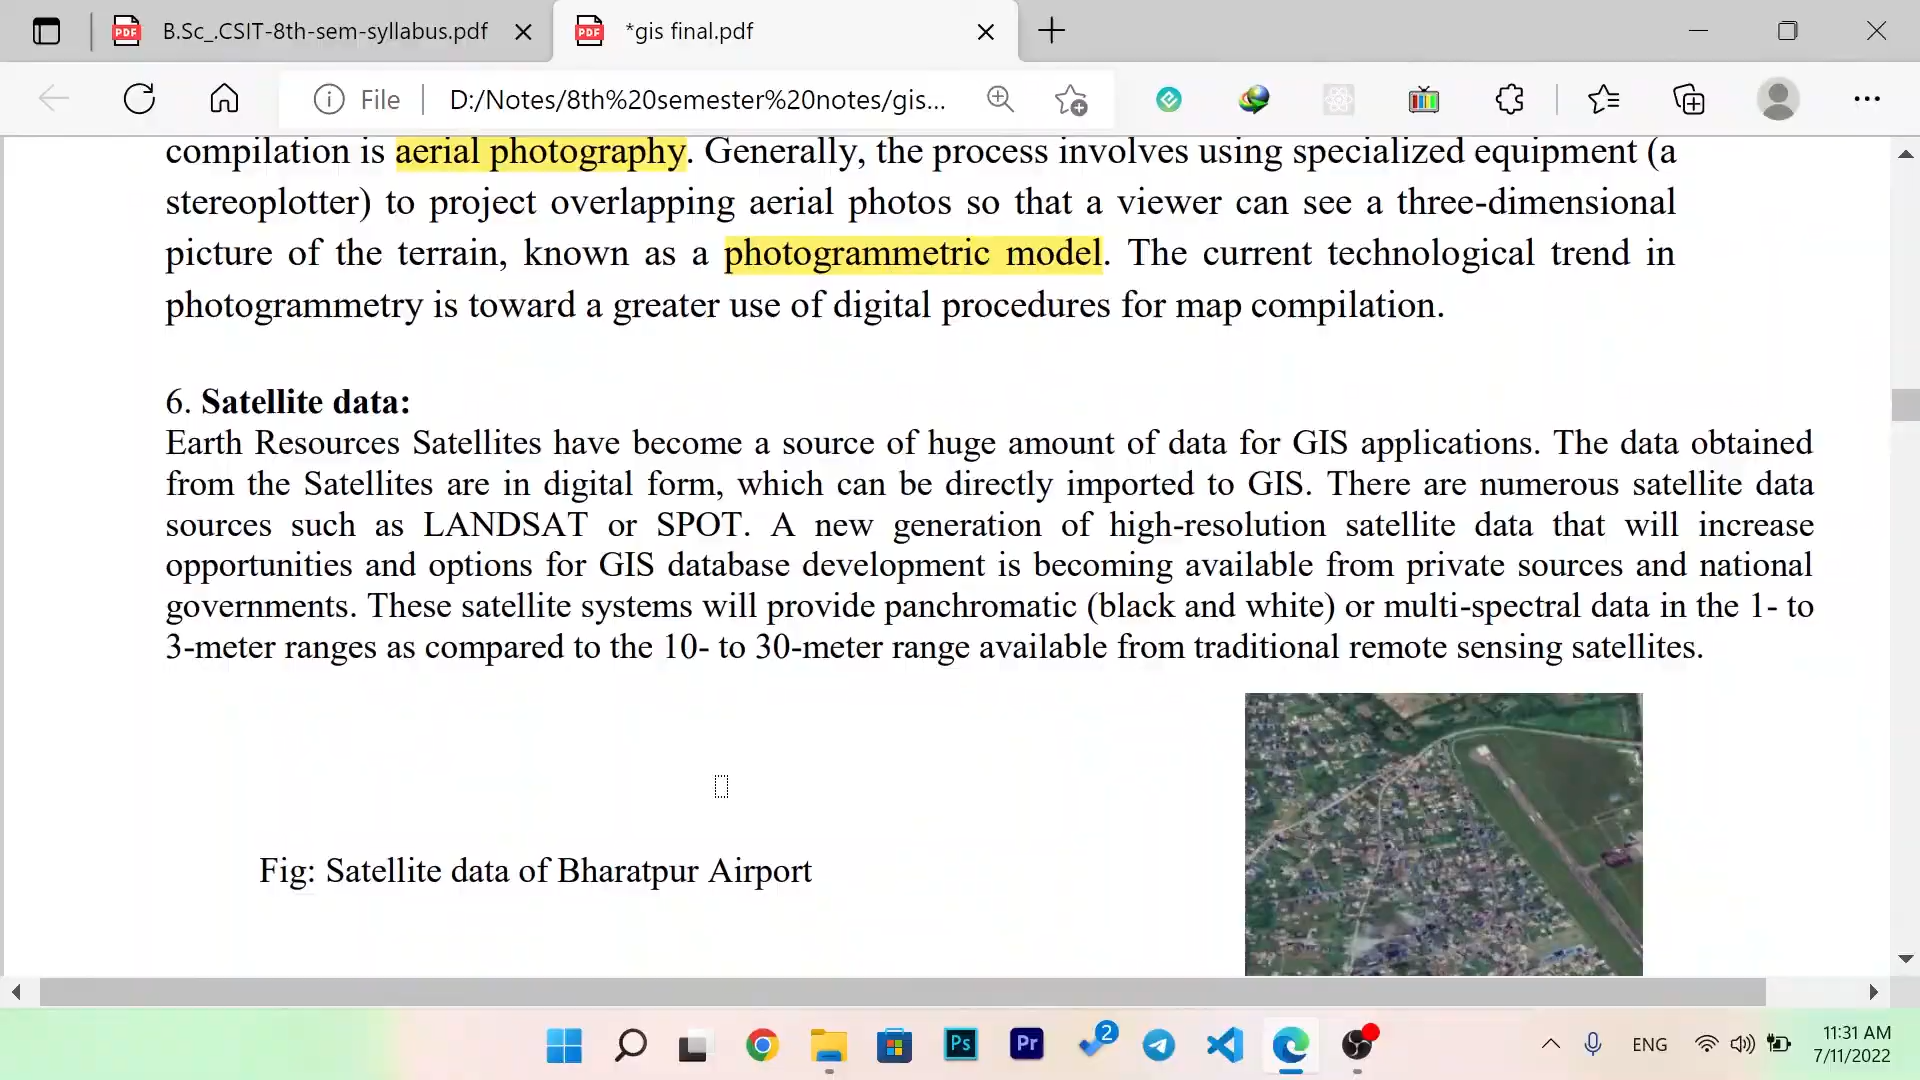 B.Sc_.CSIT-8th-sem-syllabus.pdf
*gis final.pdf
File
D:/Notes/8th%20semester%20notes/gis...
compilation is aerial photography. Generally, the process involves using specialized equipment (a
stereoplotter) to project overlapping aerial photos so that a viewer can see a three-dimensional
picture of the terrain, known as a photogrammetric model. The current technological trend in
photogrammetry is toward a greater use of digital procedures for map compilation.
6. Satellite data:
Earth Resources Satellites have become a source of huge amount of data for GIS applications. The data obtained
from the Satellites are in digital form, which can be directly imported to GIS. There are numerous satellite data
sources such as LANDSAT or SPOT. A new generation of high-resolution satellite data that will increase
opportunities and options for GIS database development is becoming available from private sources and national
governments. These satellite systems will provide panchromatic (black and white) or multi-spectral data in the 1- to
3-meter ranges as compared to the 10- to 30-meter range available from traditional remote sensing satellites.
Fig: Satellite data of Bharatpur Airport
Ps
Pr
2
ENG
11:31 AM
7/11/2022